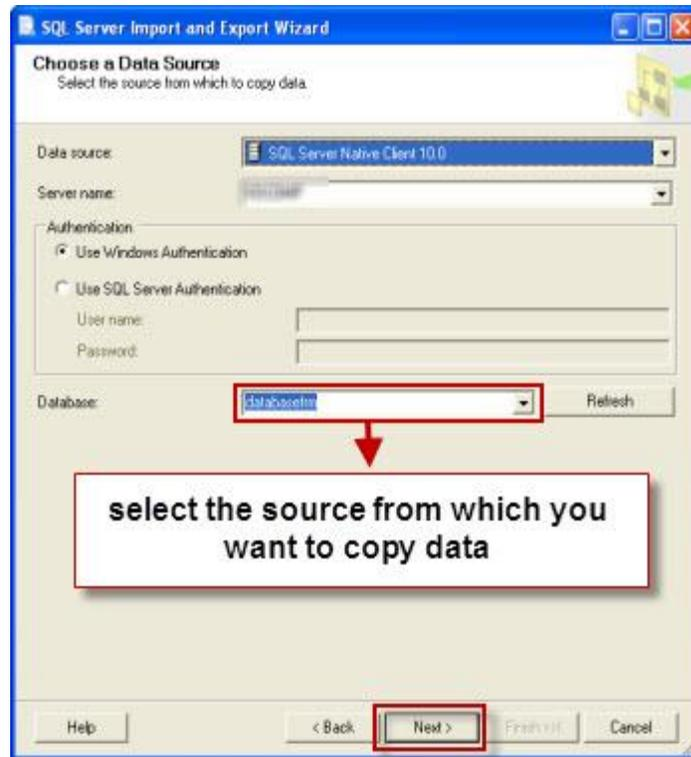 SQL Server Import and Export Wizard
Choose a Data Source
Select the source from which to copy data.
Data source:
SQL Server Native Client 10.0
Server name:
Authentication
Use Windows Authentication
Use SQL Server Authentication
User name:
Password:
Database:
Refresh
select the source from which you
want to copy data
Help
< Back
Next >
Cancel